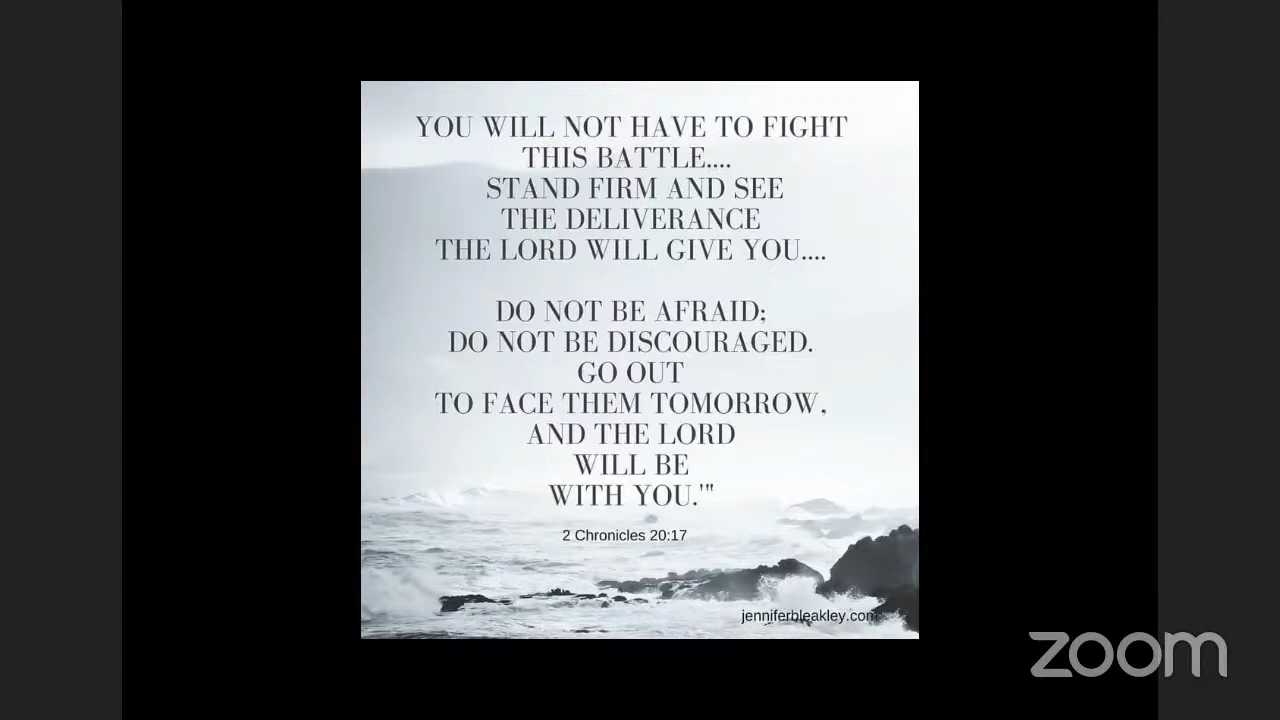 YOU WILL NOT HAVE TO FIGHT
THIS BATTLE....
STAND FIRM AND SEE
THE DELIVERANCE
THE LORD WILL GIVE YOU....
DO NOT BE AFRAID;
DO NOT BE DISCOURAGED.
GO OUT
TO FACE THEM TOMORROW,
AND THE LORD
WILL BE
WITH YOU.'"
2 Chronicles 20:17
jenniferbleakley.com
zoom